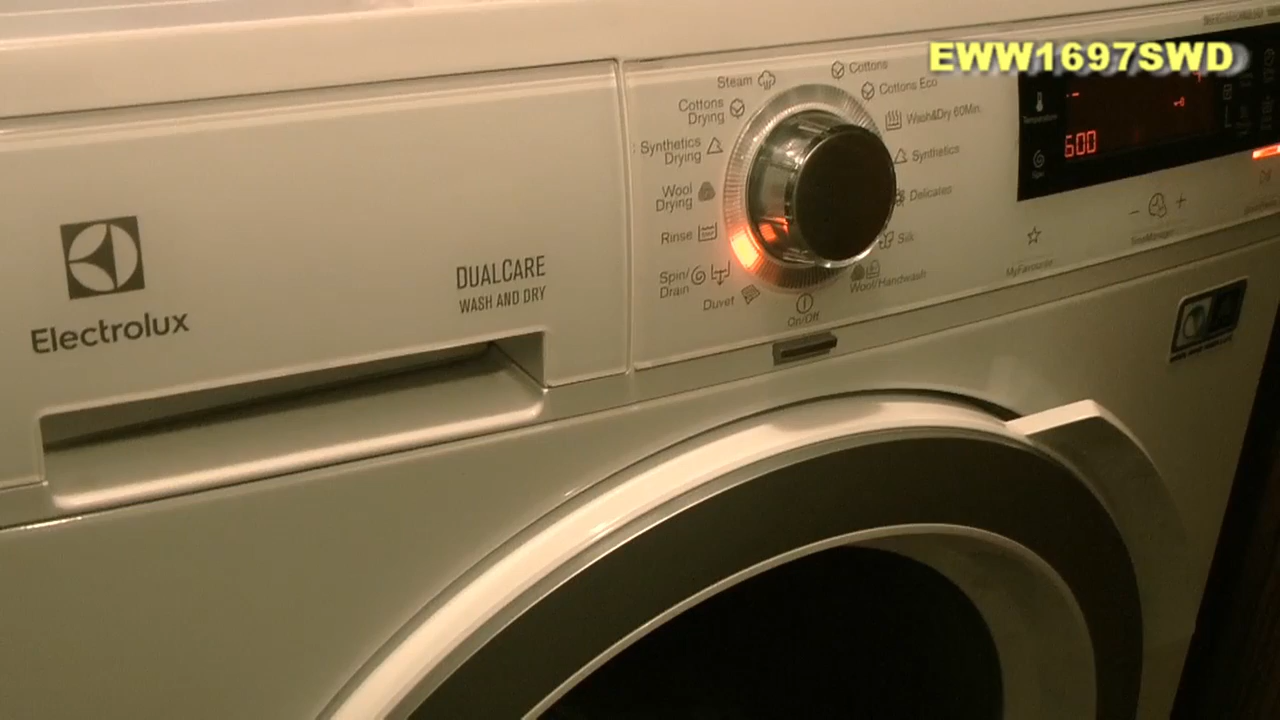 EWW1697SWD
Steam
Cottons
Cottons
Drying
Cottons Eco
Wash&Dry 60Min.
Synthetics
Drying
Synthetics
Wool
Drying
Delicates
Rinse
Silk
Spin/
Drain
Wool/Handwash
Duvet
On/Off
Temperature
Spin
600
TimeManager
MyFavourite
DUALCARE
WASH AND DRY
Electrolux